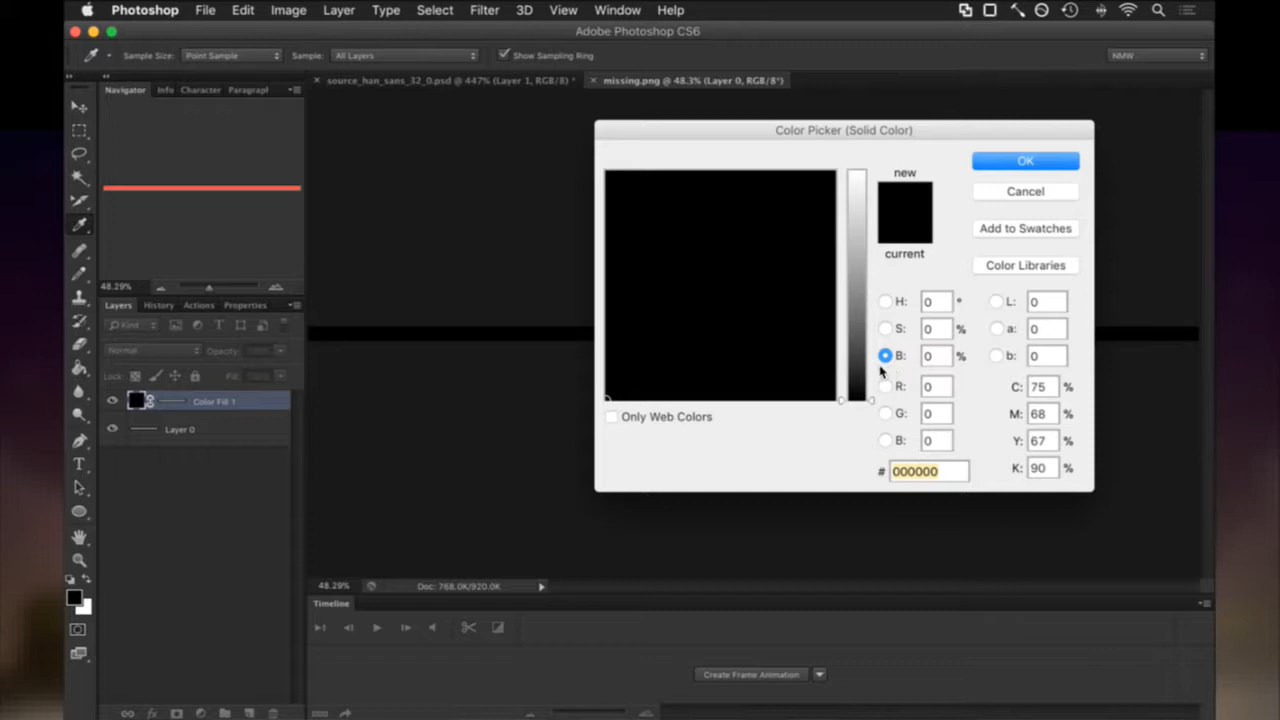 Photoshop File Edit Image Layer Type Select Filter 3D View Window Help
Adobe Photoshop CS6
Sample Size: Point Sample Sample: All Layers Show Sampling Ring NMW
Navigator Info Character Paragraph
source_han_sans_32_0.psd @ 447% (Layer 1, RGB/8) *
missing.png @ 48.3% (Layer 0, RGB/8*)
Color Picker (Solid Color)
new
current
OK
Cancel
Add to Swatches
Color Libraries
H: 0 °
S: 0 %
B: 0 %
R: 0
G: 0
B: 0
# 000000
L: 0
a: 0
b: 0
C: 75 %
M: 68 %
Y: 67 %
K: 90 %
Only Web Colors
48.29%
Layers History Actions Properties
Kind
Normal Opacity:
Lock: Fill:
Color Fill 1
Layer 0
T
48.29% Doc: 768.0K/920.0K
Timeline
Create Frame Animation
fx